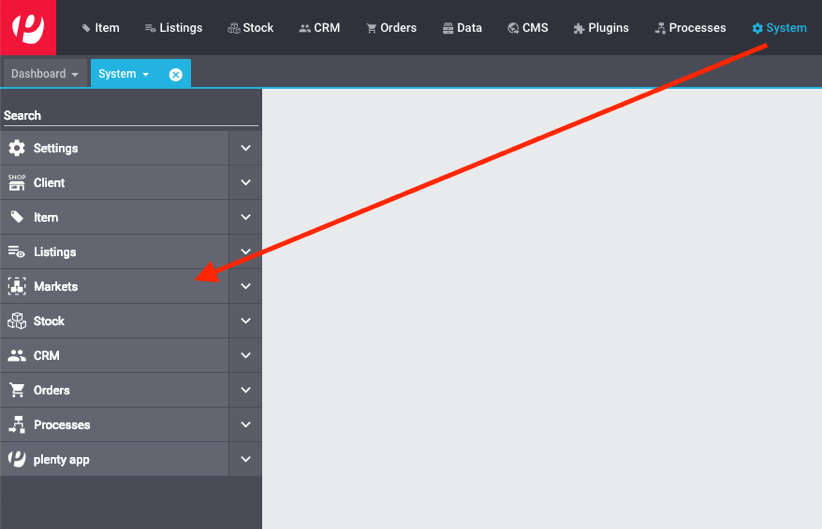 Item Listings Stock CRM Orders Data CMS Plugins Processes System
Dashboard System
Search
Settings
SHOP
Client
Item
Listings
Markets
Stock
CRM
Orders
Processes
plenty app